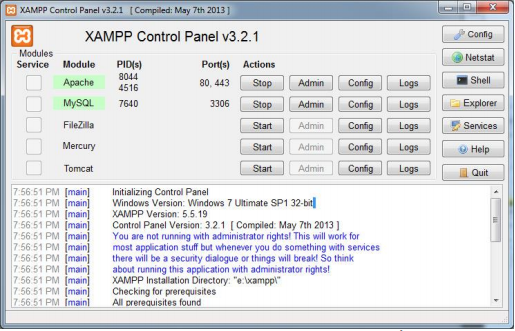 XAMPP Control Panel v3.2.1 [ Compiled: May 7th 2013 ]
XAMPP Control Panel v3.2.1
Config
Modules
Service Module PID(s) Port(s) Actions
Netstat
Apache 8044 4516 80, 443 Stop Admin Config Logs
Shell
MySQL 7640 3306 Stop Admin Config Logs
Explorer
FileZilla Start Admin Config Logs
Services
Mercury Start Admin Config Logs
Help
Tomcat Start Admin Config Logs
Quit
7:56:51 PM [main] Initializing Control Panel
7:56:51 PM [main] Windows Version: Windows 7 Ultimate SP1 32-bit
7:56:51 PM [main] XAMPP Version: 5.5.19
7:56:51 PM [main] Control Panel Version: 3.2.1 [ Compiled: May 7th 2013 ]
7:56:51 PM [main] You are not running with administrator rights! This will work for
7:56:51 PM [main] most application stuff but whenever you do something with services
7:56:51 PM [main] there will be a security dialogue or things will break! So think
7:56:51 PM [main] about running this application with administrator rights!
7:56:51 PM [main] XAMPP Installation Directory: "e:\xampp\"
7:56:51 PM [main] Checking for prerequisites
7:56:51 PM [main] All prerequisites found